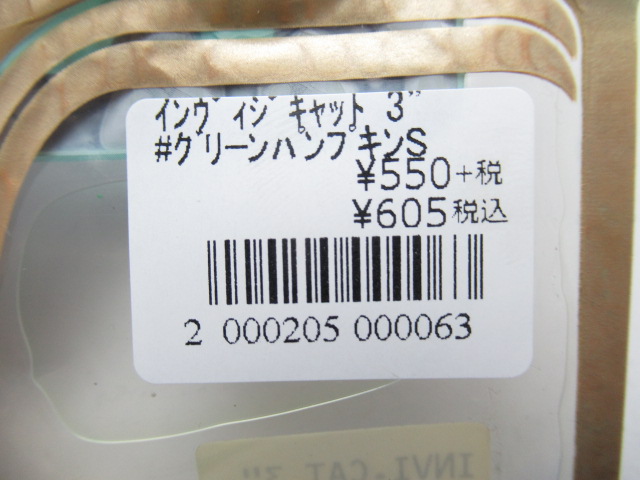 ｲﾝｳﾞｨｼﾞｷｬｯﾄ 3"
#ｸﾞﾘｰﾝﾊﾟﾝﾌﾟｷﾝS
¥550+税
¥605税込
2 000205 000063
INVI.CAT 3"